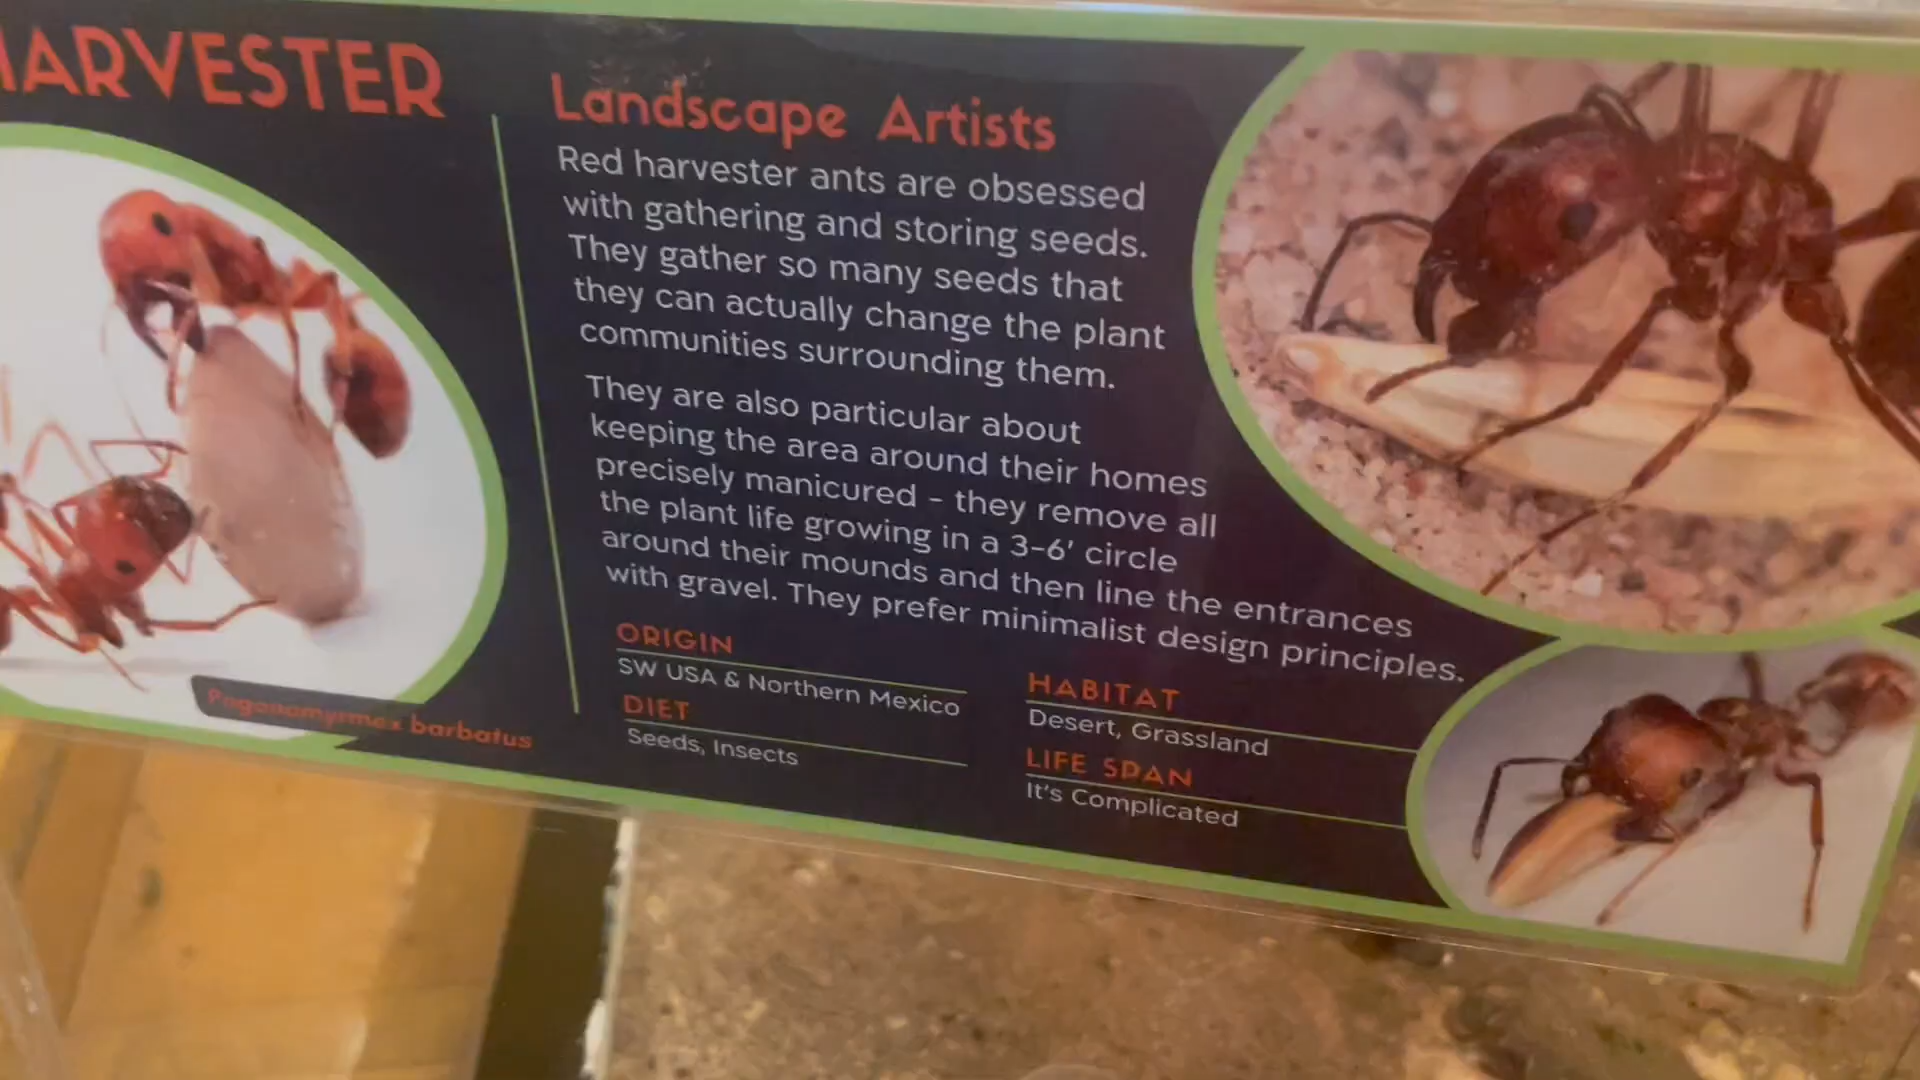 HARVESTER
Pogonomyrmex barbatus
Landscape Artists
Red harvester ants are obsessed
with gathering and storing seeds.
They gather so many seeds that
they can actually change the plant
communities surrounding them.
They are also particular about
keeping the area around their homes
precisely manicured - they remove all
the plant life growing in a 3-6' circle
around their mounds and then line the entrances
with gravel. They prefer minimalist design principles.
ORIGIN
SW USA & Northern Mexico
DIET
Seeds, Insects
HABITAT
Desert, Grassland
LIFE SPAN
It's Complicated